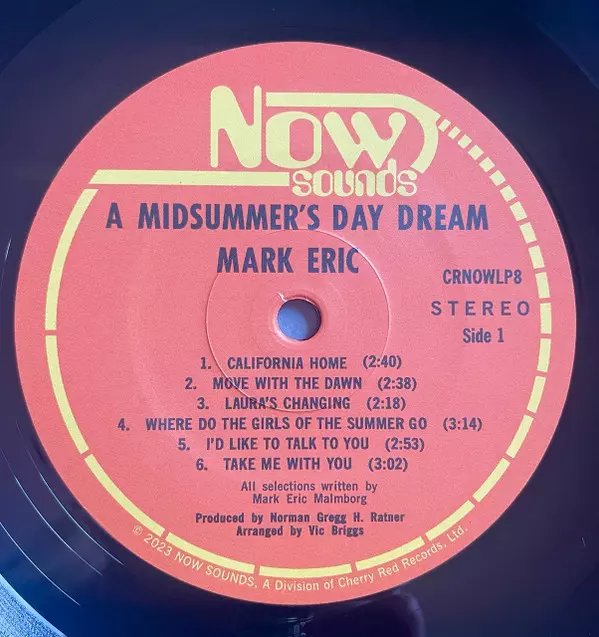 Now
sounds
A MIDSUMMER'S DAY DREAM
MARK ERIC
CRNOWLP8
STEREO
Side 1
1. CALIFORNIA HOME (2:40)
2. MOVE WITH THE DAWN (2:38)
3. LAURA'S CHANGING (2:18)
4. WHERE DO THE GIRLS OF THE SUMMER GO (3:14)
5. I'D LIKE TO TALK TO YOU (2:53)
6. TAKE ME WITH YOU (3:02)
All selections written by
Mark Eric Malmborg
Produced by Norman Gregg H. Ratner
Arranged by Vic Briggs
© 2023 NOW SOUNDS, A Division of Cherry Red Records, Ltd.